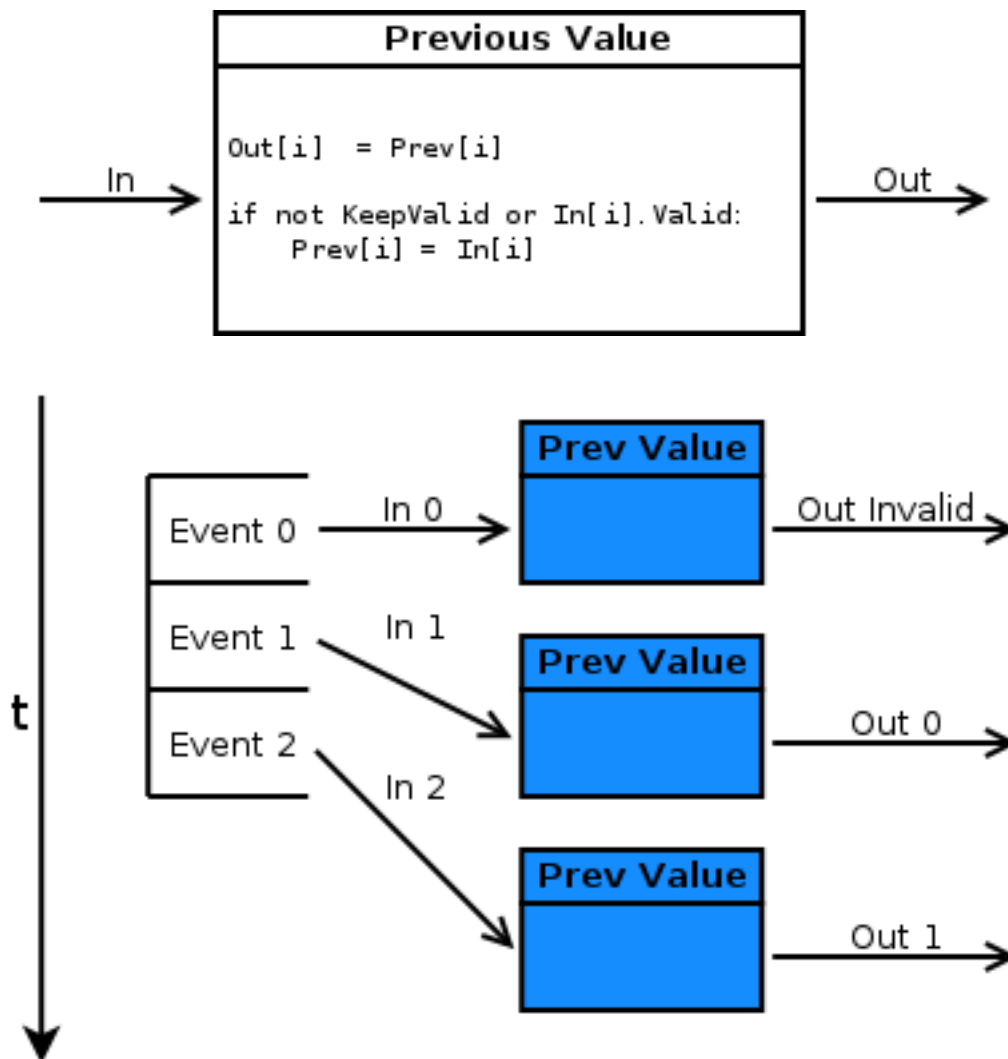 Previous Value
Out[i]  = Prev[i]
In
Out
if not KeepValid or In[i].Valid:
    Prev[i] = In[i]
Prev Value
Event 0
In 0
Out Invalid
Event 1
In 1
Prev Value
t
Out 0
Event 2
In 2
Prev Value
Out 1